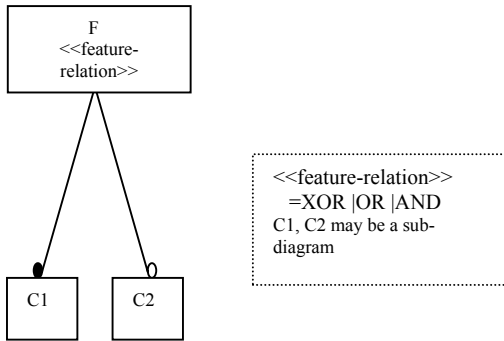 F
<<feature-
relation>>
C1
C2
<<feature-relation>>
=XOR |OR |AND
C1, C2 may be a sub-
diagram